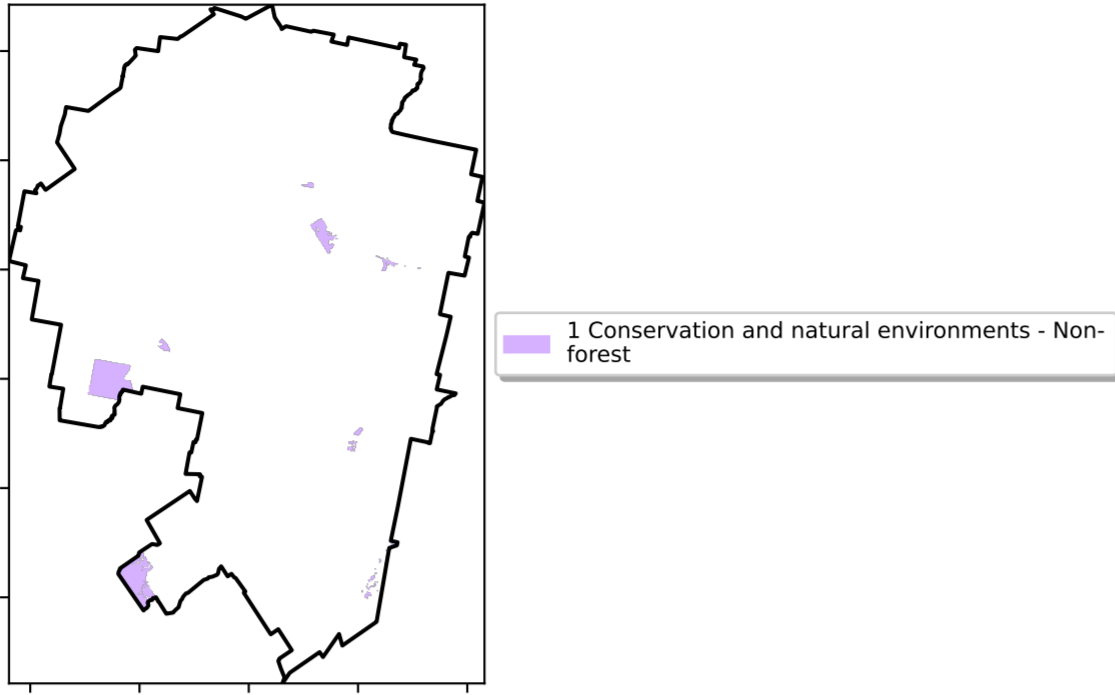 1 Conservation and natural environments - Non-
forest